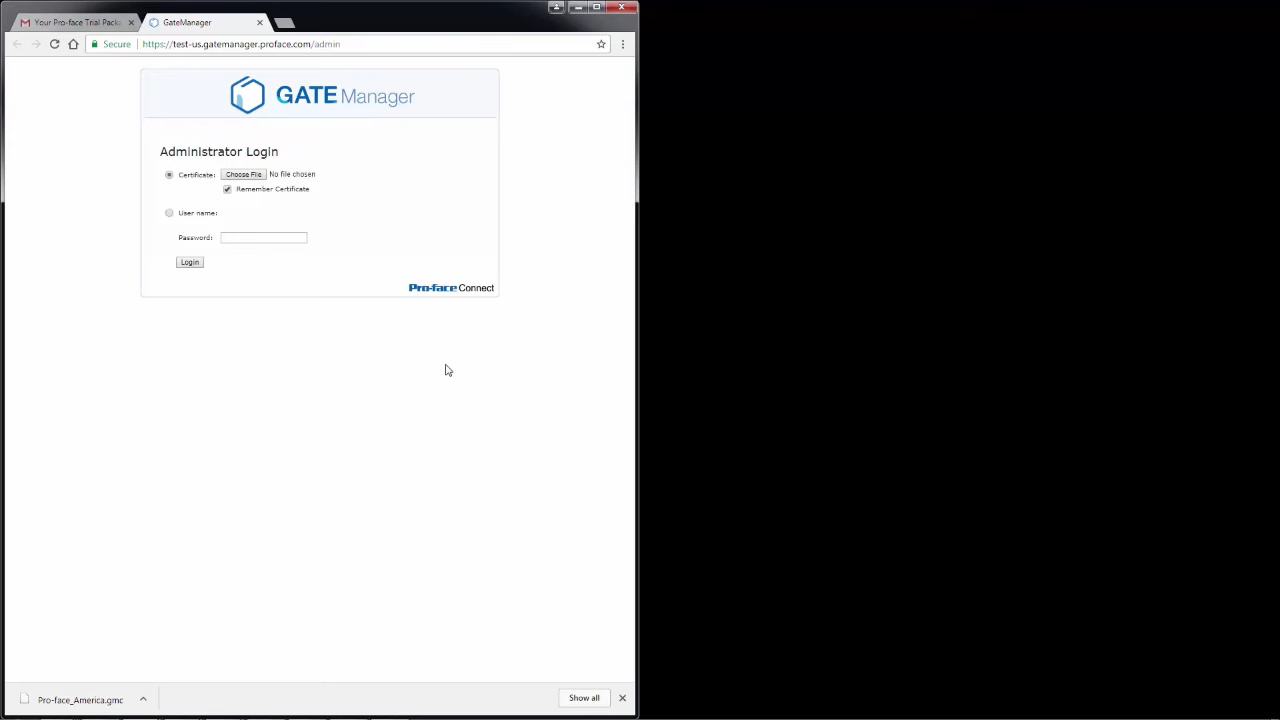 Your Pro-face Trial Packa
GateManager
Secure
https://test-us.gatemanager.proface.com/admin
GATE Manager
Administrator Login
Certificate: Choose File No file chosen
Remember Certificate
User name:
Password:
Login
Pro-face Connect
Pro-face_America.gmc
Show all